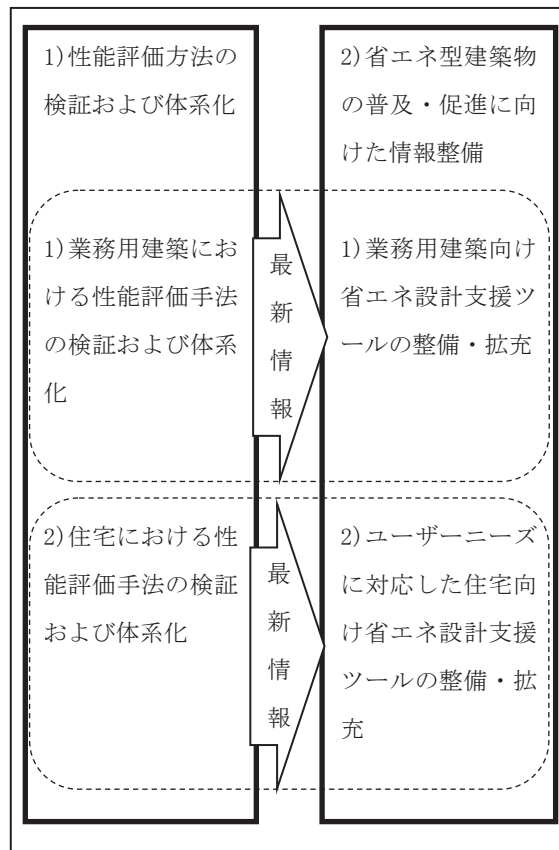 1)性能評価方法の
検証および体系化
2)省エネ型建築物
の普及・促進に向
けた情報整備
1)業務用建築にお
ける性能評価手法
の検証および体系
化
最
新
情
報
1)業務用建築向け
省エネ設計支援ツ
ールの整備・拡充
2)住宅における性
能評価手法の検証
および体系化
最
新
情
報
2)ユーザーニーズ
に対応した住宅向
け省エネ設計支援
ツールの整備・拡
充